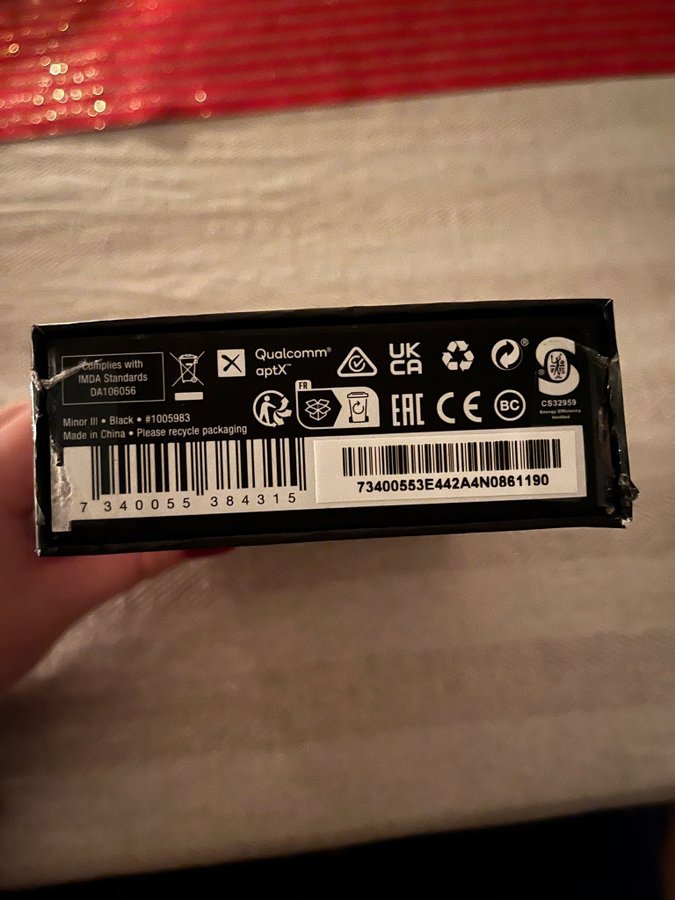 Complies with
IMDA Standards
DA106056
Qualcomm®
aptX™
UK
CA
®
S
FR
EAC
CE
BC
CS32959
Energy Efficiency
Verified
Minor III • Black • #1005983
Made in China • Please recycle packaging
7 340055 384315
73400553E442A4N0861190